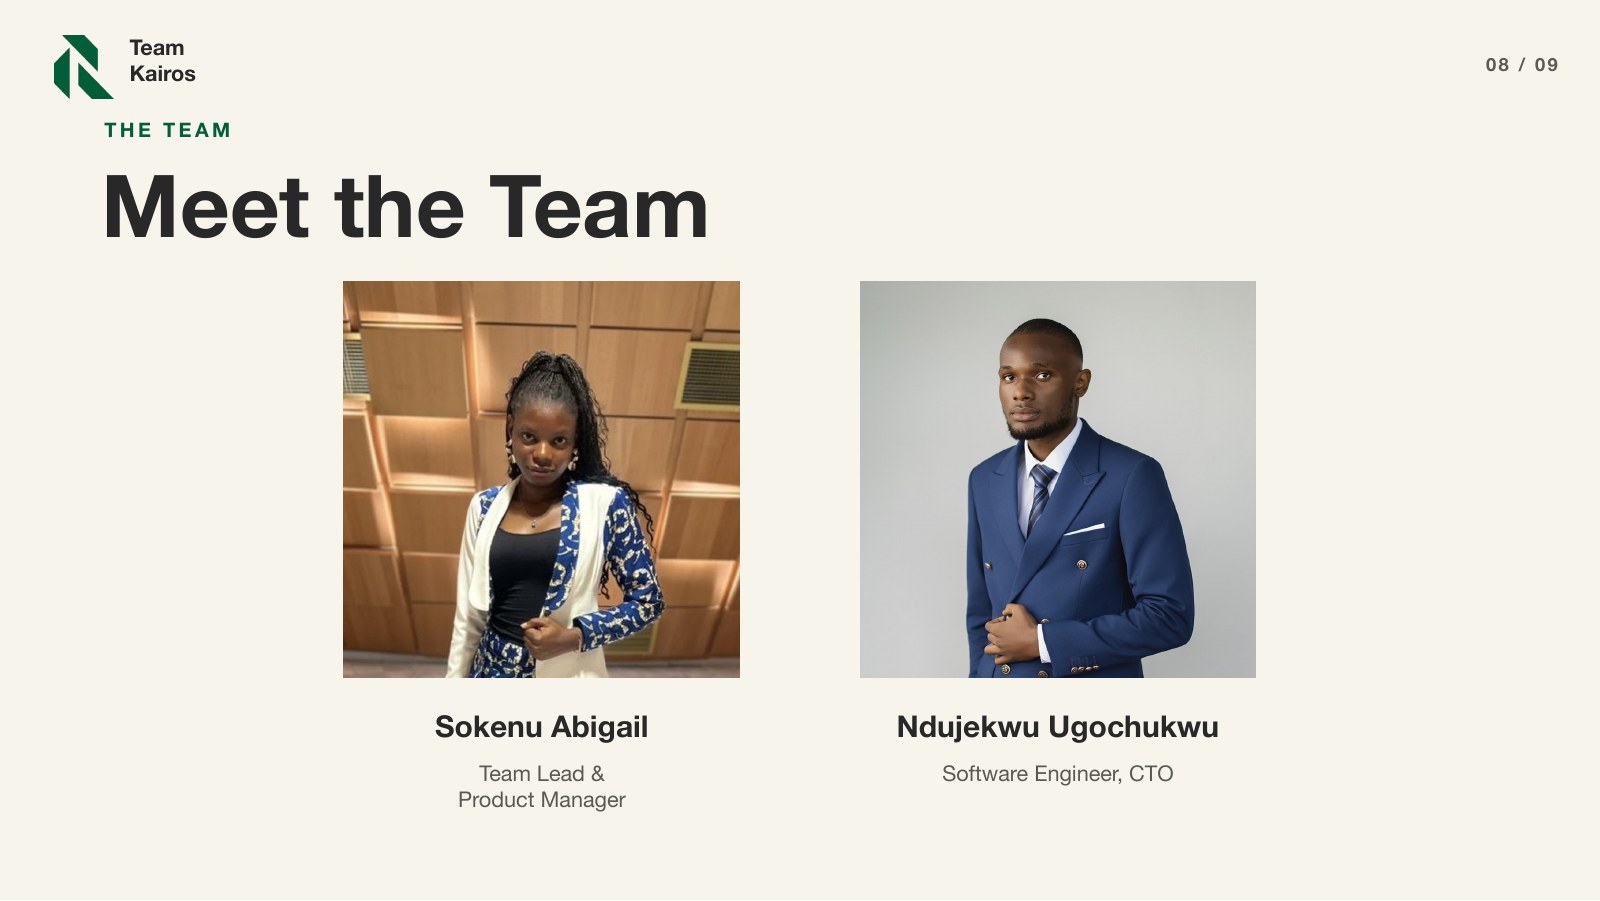 Team
Kairos
08 / 09
THE TEAM
Meet the Team
Sokenu Abigail
Team Lead &
Product Manager
Ndujekwu Ugochukwu
Software Engineer, CTO